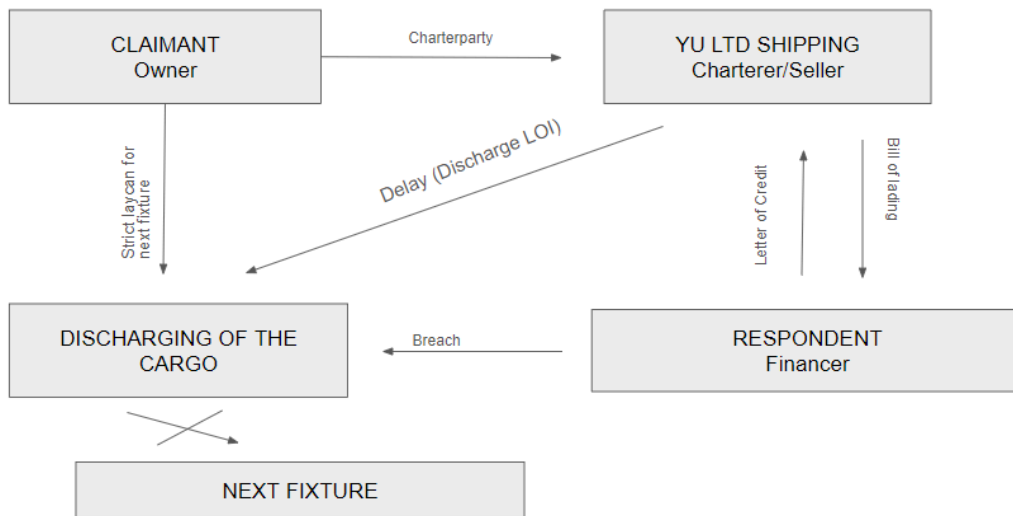 CLAIMANT
Owner
Charterparty
YU LTD SHIPPING
Charterer/Seller
Strict laycan for
next fixture
Delay (Discharge LOI)
Letter of Credit
Bill of lading
DISCHARGING OF THE
CARGO
Breach
RESPONDENT
Financer
NEXT FIXTURE